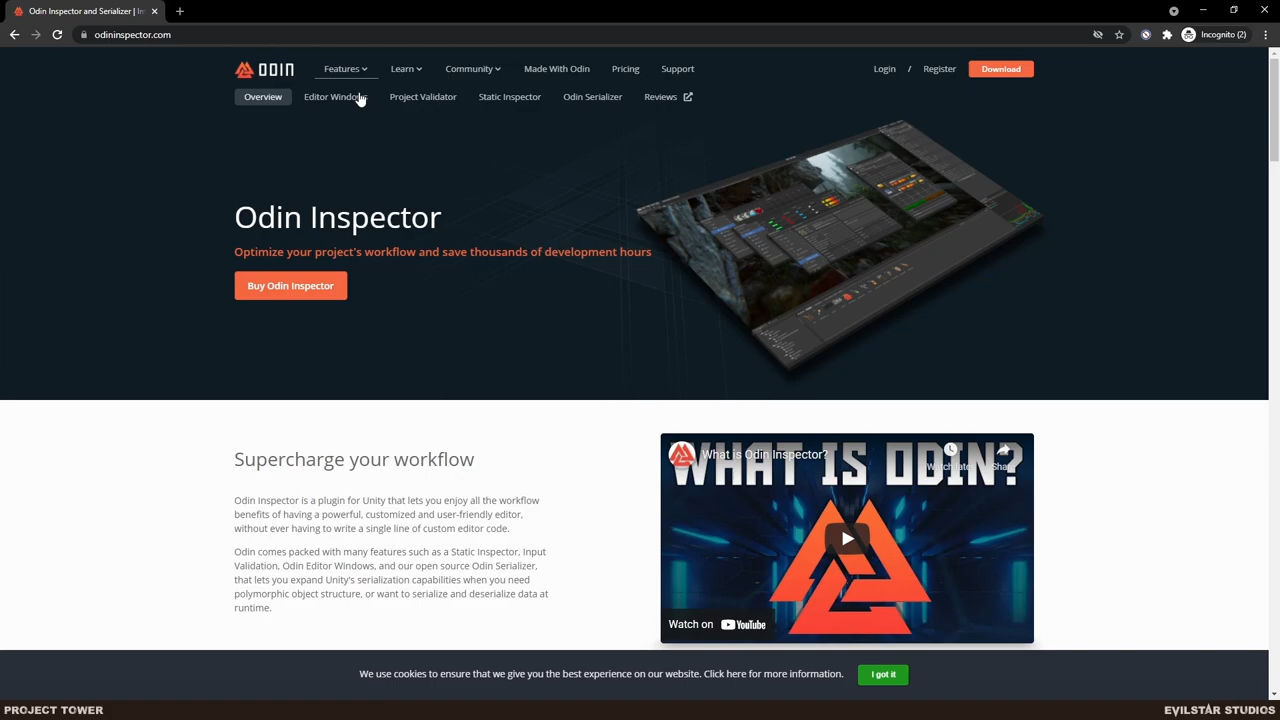 Odin Inspector and Serializer | In
odininspector.com
Incognito (2)
ODIN
Features
Learn
Community
Made With Odin
Pricing
Support
Login / Register
Download
Overview
Editor Windows
Project Validator
Static Inspector
Odin Serializer
Reviews
Odin Inspector
Optimize your project's workflow and save thousands of development hours
Buy Odin Inspector
Supercharge your workflow
Odin Inspector is a plugin for Unity that lets you enjoy all the workflow
benefits of having a powerful, customized and user-friendly editor,
without ever having to write a single line of custom editor code.
Odin comes packed with many features such as a Static Inspector, Input
Validation, Odin Editor Windows, and our open source Odin Serializer,
that lets you expand Unity's serialization capabilities when you need
polymorphic object structure, or want to serialize and deserialize data at
runtime.
What is Odin Inspector?
WHAT IS ODIN?
Watch later
Share
Watch on YouTube
We use cookies to ensure that we give you the best experience on our website. Click here for more information.
I got it
PROJECT TOWER
EVILSTAR STUDIOS